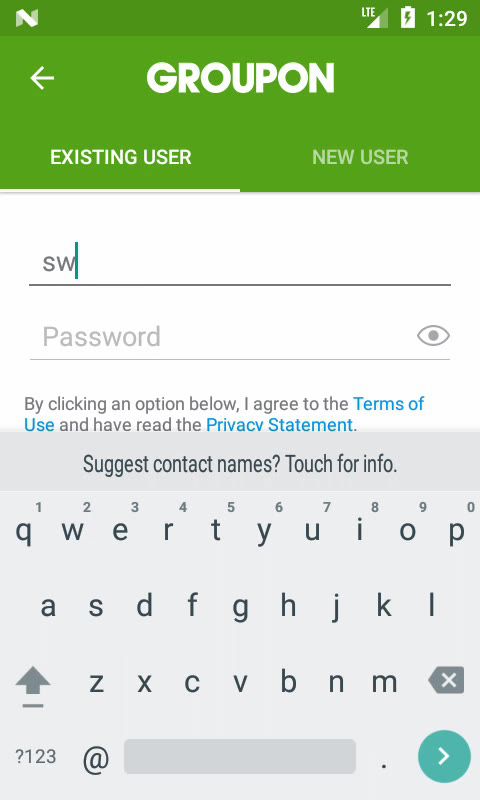 LTE 1:29
GROUPON
EXISTING USER NEW USER
sw
Password
By clicking an option below, I agree to the Terms of
Use and have read the Privacy Statement.
Suggest contact names? Touch for info.
1 2 3 4 5 6 7 8 9 0
q w e r t y u i o p
a s d f g h j k l
z x c v b n m
?123 @ .